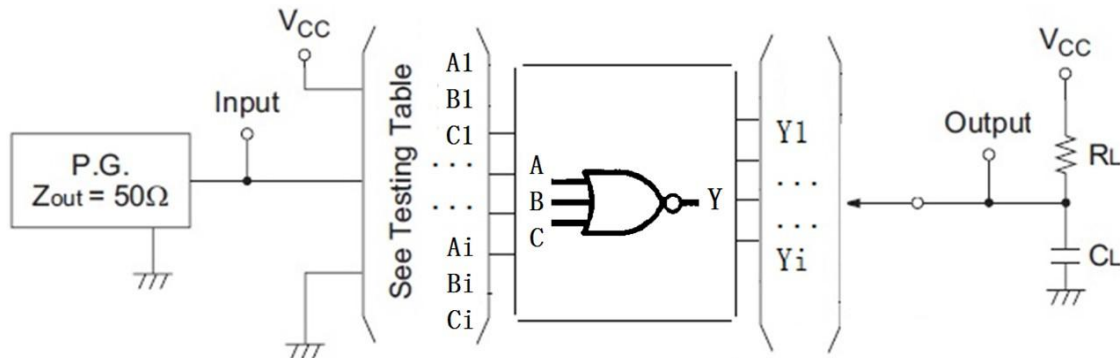 VCC
Input
P.G.
Zout = 50Ω
See Testing Table
A1
B1
C1
...
...
Ai
Bi
Ci
A
B
C
Y
Y1
...
...
Yi
Output
VCC
RL
CL